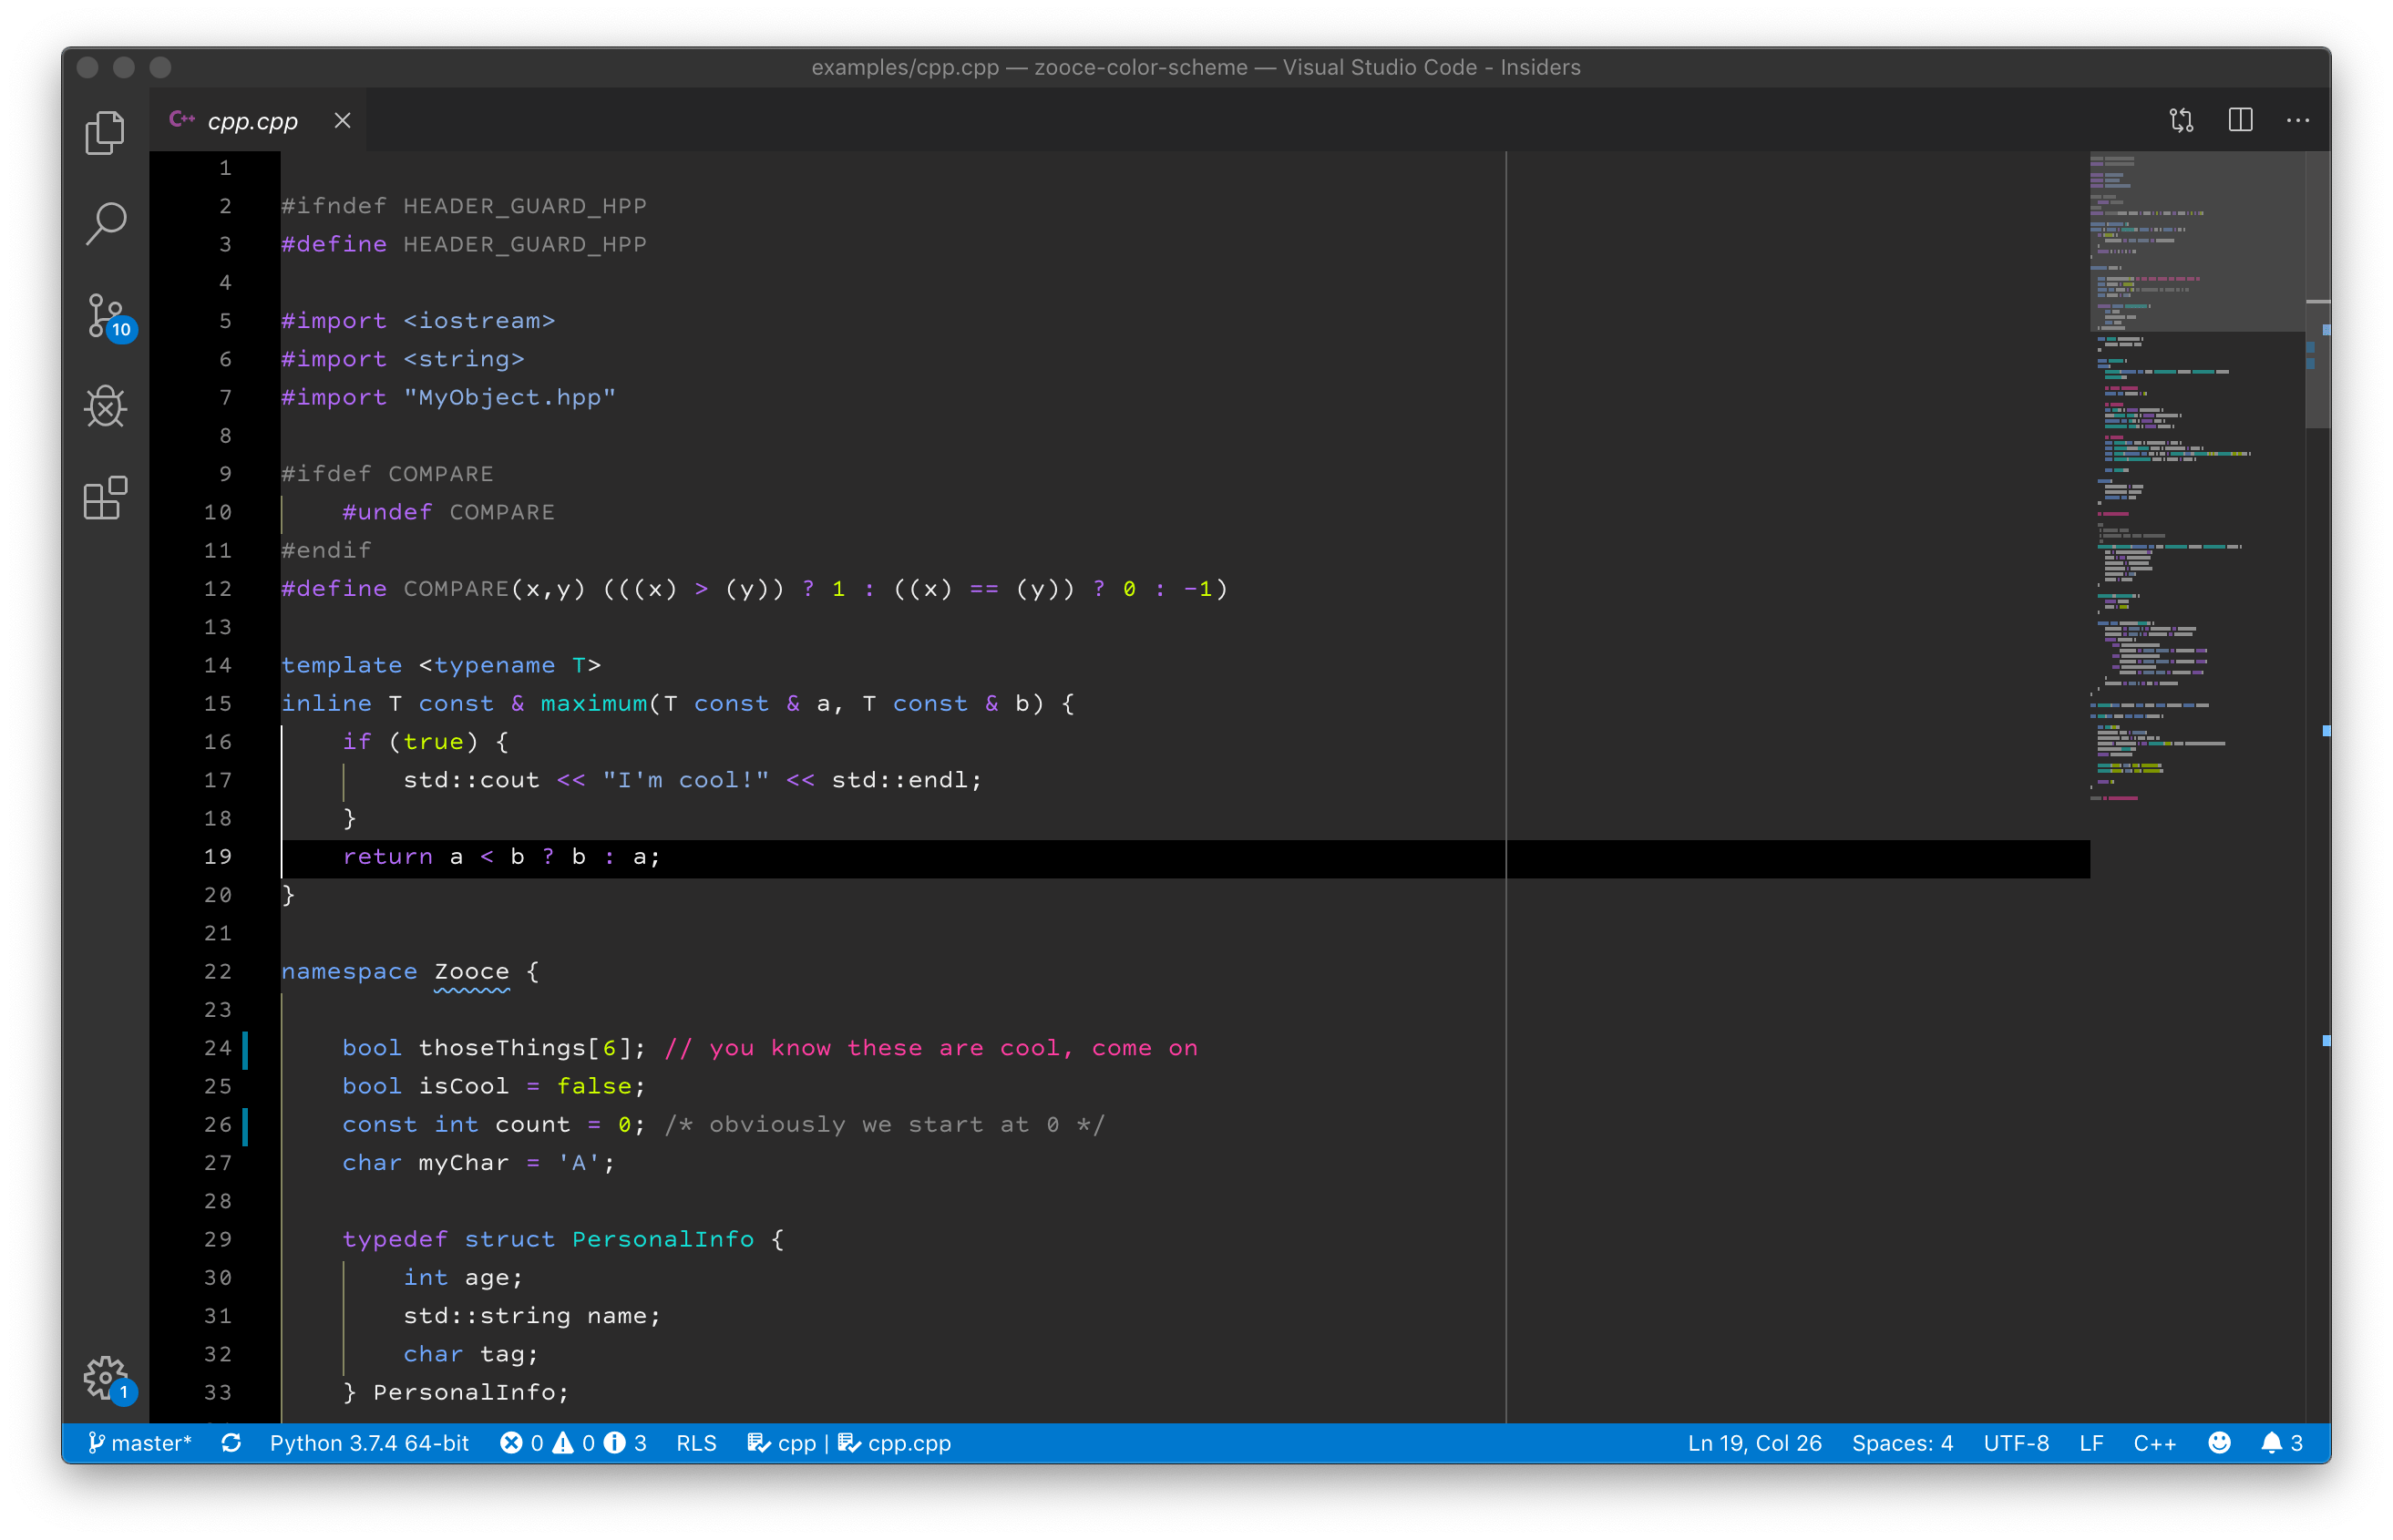 examples/cpp.cpp — zooce-color-scheme — Visual Studio Code - Insiders
C++ cpp.cpp
1
2 #ifndef HEADER_GUARD_HPP
3 #define HEADER_GUARD_HPP
4
5 #import <iostream>
6 #import <string>
7 #import "MyObject.hpp"
8
9 #ifdef COMPARE
10     #undef COMPARE
11 #endif
12 #define COMPARE(x,y) (((x) > (y)) ? 1 : ((x) == (y)) ? 0 : -1)
13
14 template <typename T>
15 inline T const & maximum(T const & a, T const & b) {
16     if (true) {
17         std::cout << "I'm cool!" << std::endl;
18     }
19     return a < b ? b : a;
20 }
21
22 namespace Zooce {
23
24     bool thoseThings[6]; // you know these are cool, come on
25     bool isCool = false;
26     const int count = 0; /* obviously we start at 0 */
27     char myChar = 'A';
28
29     typedef struct PersonalInfo {
30         int age;
31         std::string name;
32         char tag;
33     } PersonalInfo;
10
1
master* Python 3.7.4 64-bit 0 0 3 RLS cpp | cpp.cpp Ln 19, Col 26 Spaces: 4 UTF-8 LF C++ 3